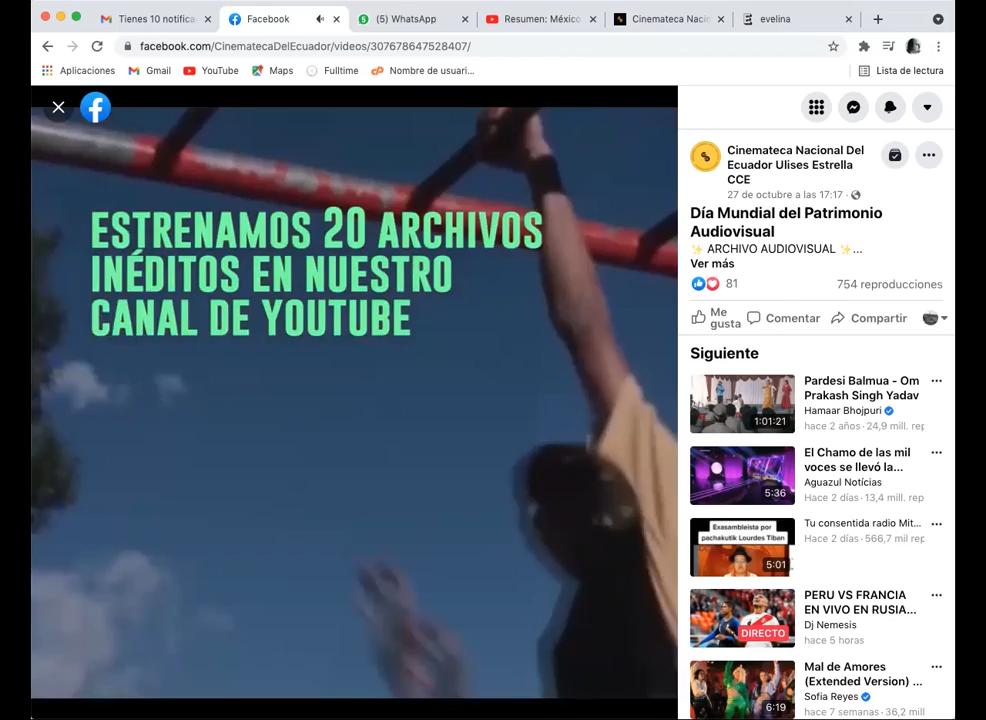 Tienes 10 notifica
Facebook
(5) WhatsApp
Resumen: México
Cinemateca Nacion
evelina
facebook.com/CinematecaDelEcuador/videos/307678647528407/
Aplicaciones
Gmail
YouTube
Maps
Fulltime
Nombre de usuari...
Lista de lectura
ESTRENAMOS 20 ARCHIVOS
INÉDITOS EN NUESTRO
CANAL DE YOUTUBE
Cinemateca Nacional Del
Ecuador Ulises Estrella
CCE
27 de octubre a las 17:17 ·
Día Mundial del Patrimonio
Audiovisual
✨ ARCHIVO AUDIOVISUAL ✨...
Ver más
81
754 reproducciones
Me gusta
Comentar
Compartir
Siguiente
1:01:21
Pardesi Balmua - Om
Prakash Singh Yadav
Hamaar Bhojpuri
hace 2 años · 24,9 mill. rep
5:36
El Chamo de las mil
voces se llevó la...
Aguazul Notícias
Hace 2 días · 13,4 mill. rep
Exasambleista por
pachakutik Lourdes Tiban
5:01
Tu consentida radio Mit...
Hace 2 días · 566,7 mil rep
DIRECTO
PERU VS FRANCIA
EN VIVO EN RUSIA...
Dj Nemesis
hace 5 horas
6:19
Mal de Amores
(Extended Version) ...
Sofia Reyes
hace 7 semanas · 36,2 mill